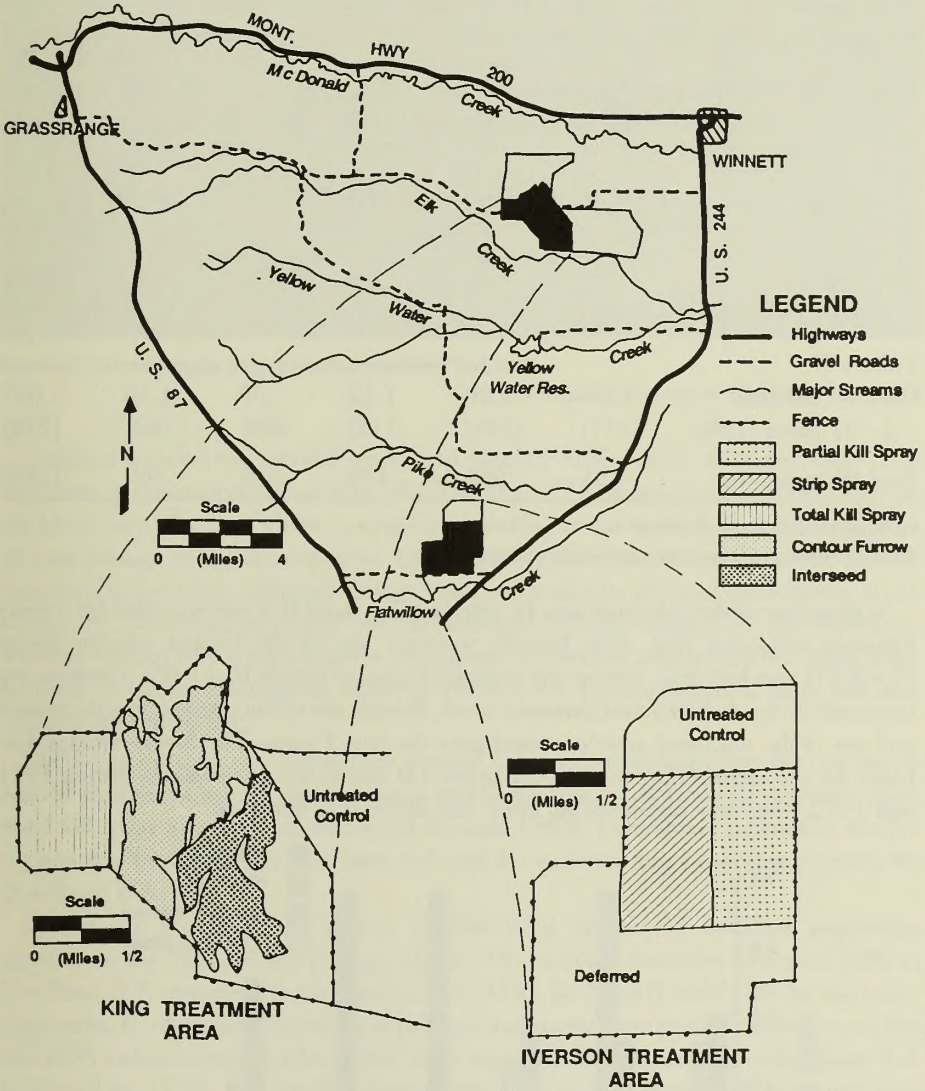 MONT.
HWY
200
McDonald
Creek
GRASSRANGE
WINNETT
Elk
Creek
U. S. 244
Yellow
Water
Creek
Yellow
Water Res.
U. S. 87
N
Pike Creek
Scale
0 (Miles) 4
Flatwillow
Creek
LEGEND
Highways
Gravel Roads
Major Streams
Fence
Partial Kill Spray
Strip Spray
Total Kill Spray
Contour Furrow
Interseed
Untreated
Control
Scale
0 (Miles) 1/2
KING TREATMENT
AREA
Scale
0 (Miles) 1/2
Untreated
Control
Deferred
IVERSON TREATMENT
AREA